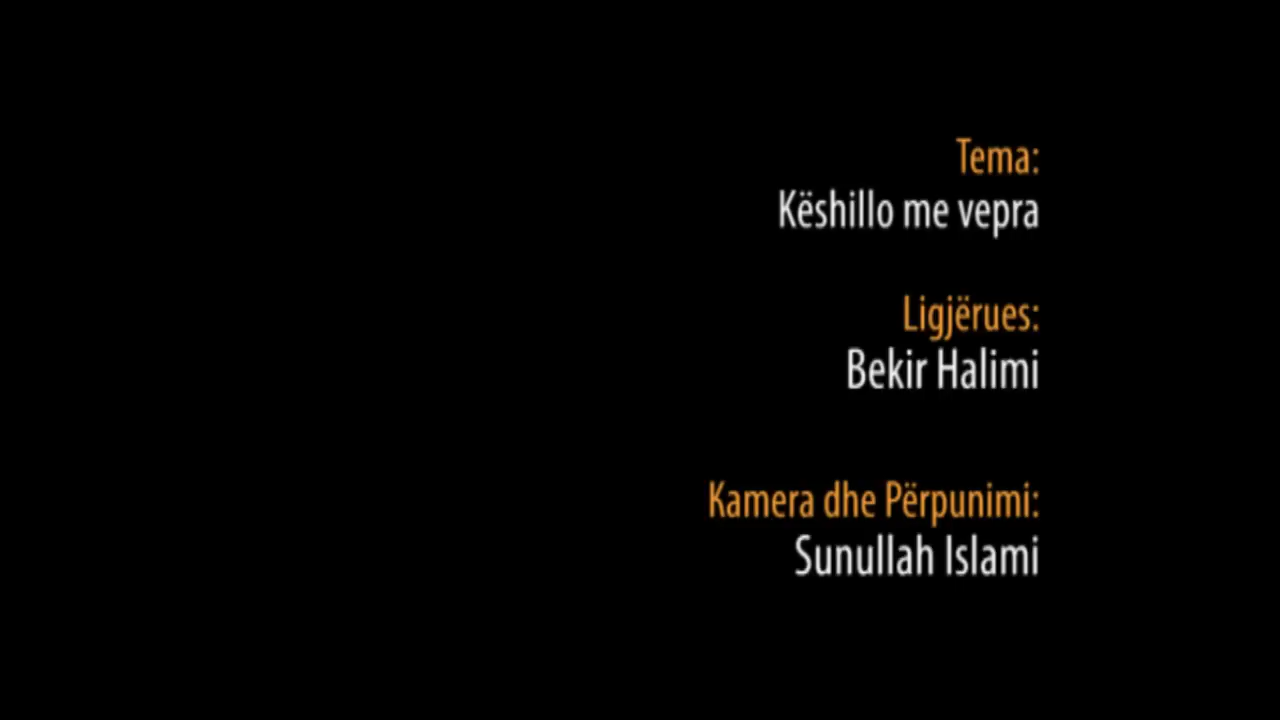 Tema:
Këshillo me vepra
Ligjërues:
Bekir Halimi
Kamera dhe Përpunimi:
Sunullah Islami